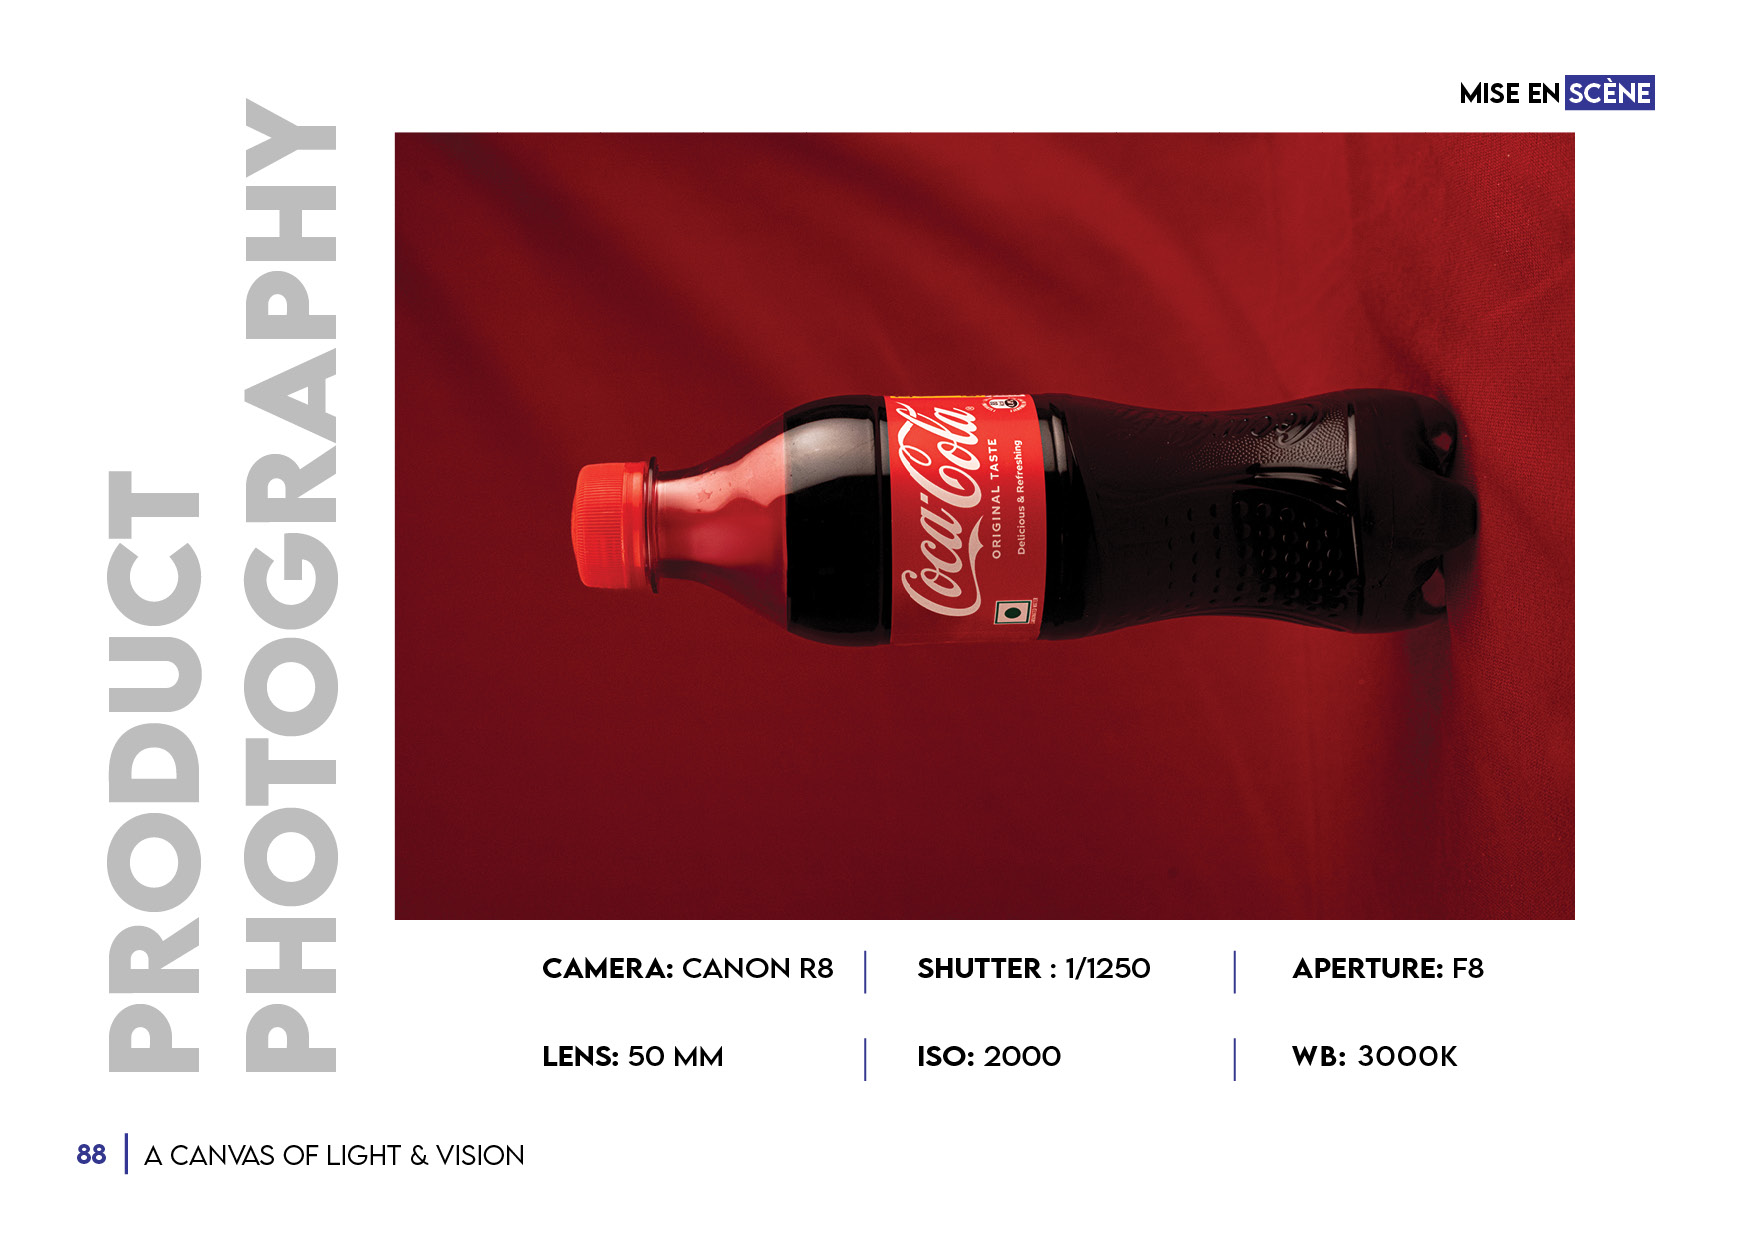 MISE EN SCÈNE
PRODUCT
PHOTOGRAPHY
Coca-Cola
ORIGINAL TASTE
Delicious & Refreshing
CAMERA: CANON R8
SHUTTER : 1/1250
APERTURE: F8
LENS: 50 MM
ISO: 2000
WB: 3000K
88
A CANVAS OF LIGHT & VISION